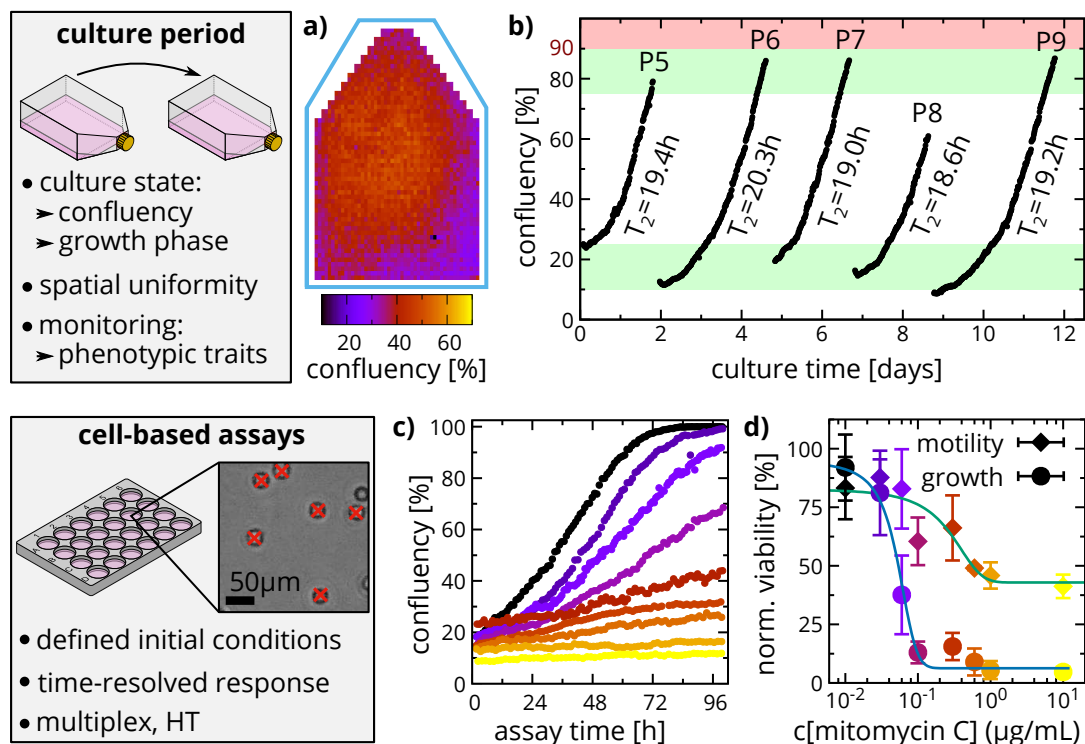 culture period
• culture state:
➤ confluency
➤ growth phase
• spatial uniformity
• monitoring:
➤ phenotypic traits
a)
20 40 60
confluency [%]
b)
confluency [%]
90
80
60
40
20
0
P5
P6
P7
P8
P9
T2=19.4h
T2=20.3h
T2=19.0h
T2=18.6h
T2=19.2h
0 2 4 6 8 10 12
culture time [days]
cell-based assays
50µm
• defined initial conditions
• time-resolved response
• multiplex, HT
c)
confluency [%]
100
80
60
40
20
0
0 24 48 72 96
assay time [h]
d)
norm. viability [%]
100
75
50
25
0
motility
growth
10⁻² 10⁻¹ 10⁰ 10¹
c[mitomycin C] (µg/mL)